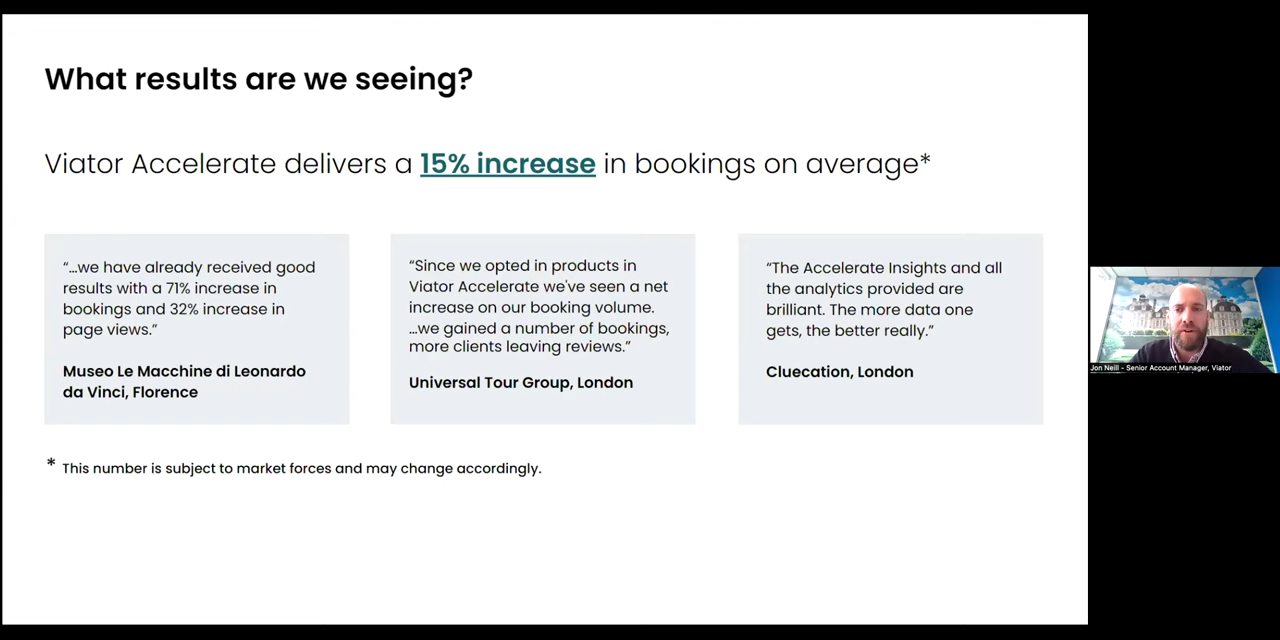 What results are we seeing?
Viator Accelerate delivers a 15% increase in bookings on average*
“...we have already received good
results with a 71% increase in
bookings and 32% increase in
page views.”
Museo Le Macchine di Leonardo
da Vinci, Florence
“Since we opted in products in
Viator Accelerate we've seen a net
increase on our booking volume.
...we gained a number of bookings,
more clients leaving reviews.”
Universal Tour Group, London
“The Accelerate Insights and all
the analytics provided are
brilliant. The more data one
gets, the better really.”
Cluecation, London
* This number is subject to market forces and may change accordingly.
Jon Neill - Senior Account Manager, Viator